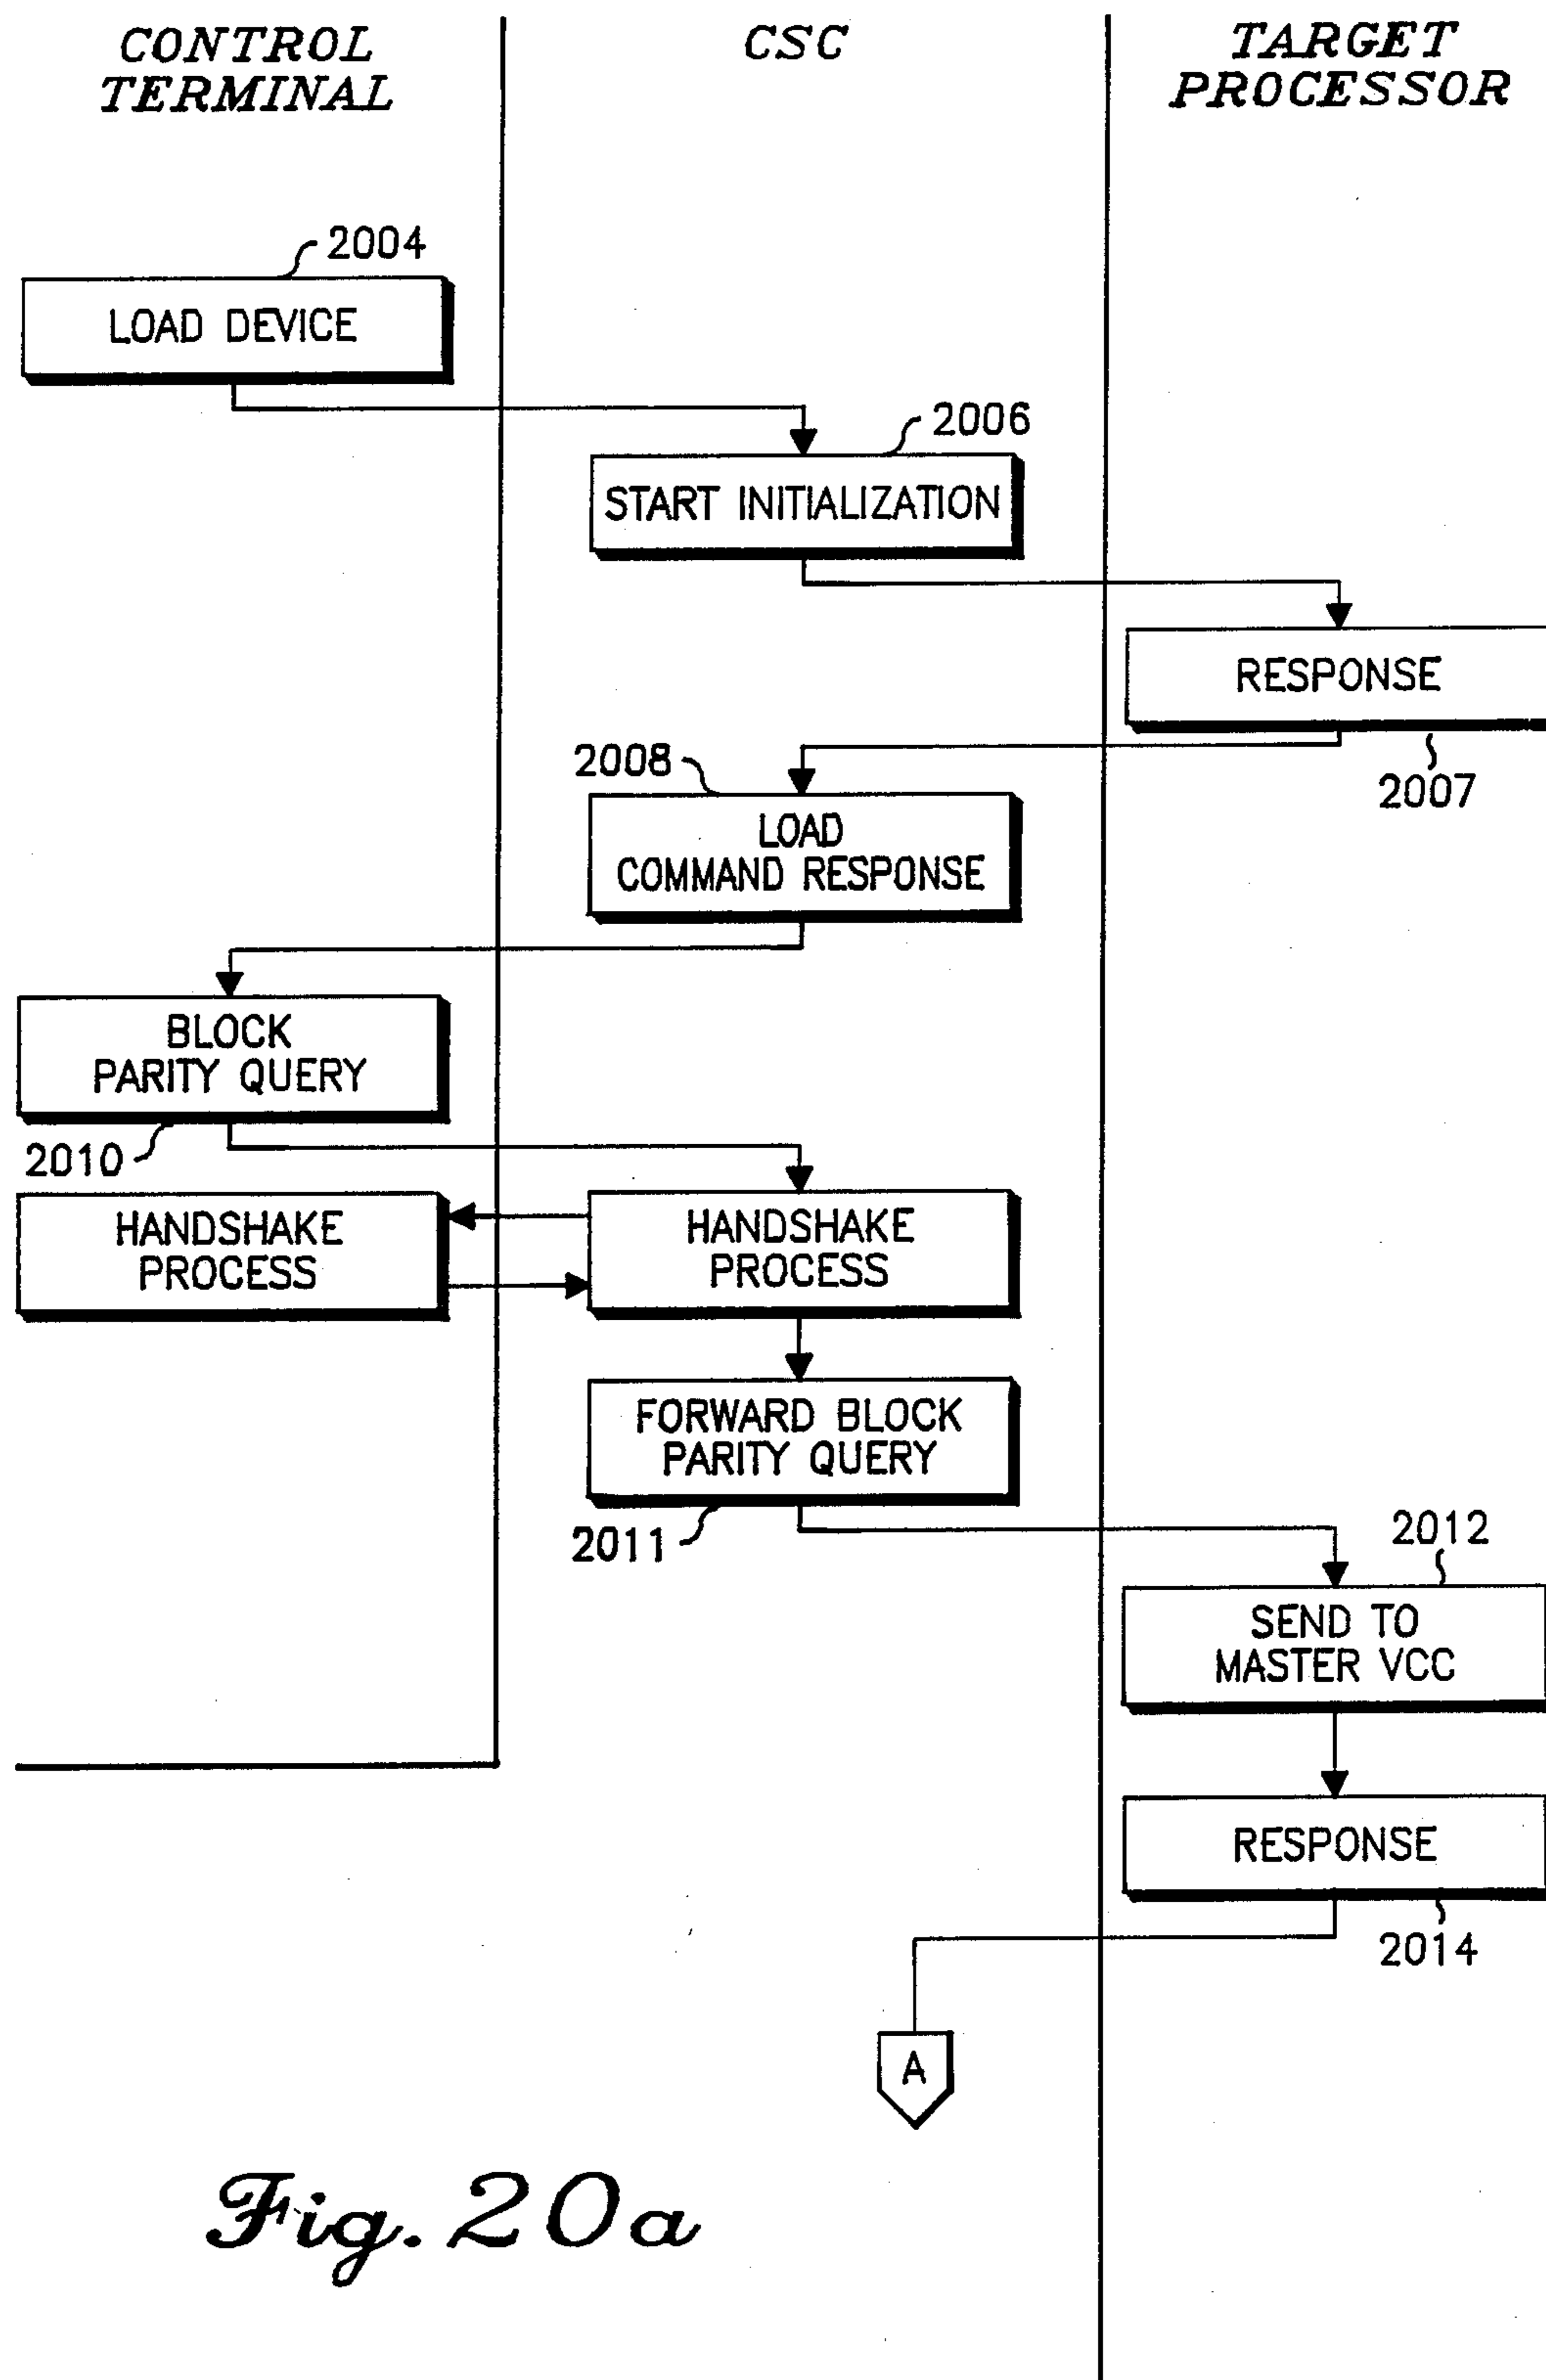 CONTROL
TERMINAL
CSC
TARGET
PROCESSOR
2004
LOAD DEVICE
2006
START INITIALIZATION
RESPONSE
2007
2008
LOAD
COMMAND RESPONSE
BLOCK
PARITY QUERY
2010
HANDSHAKE
PROCESS
HANDSHAKE
PROCESS
FORWARD BLOCK
PARITY QUERY
2011
2012
SEND TO
MASTER VCC
RESPONSE
2014
A
Fig. 20a